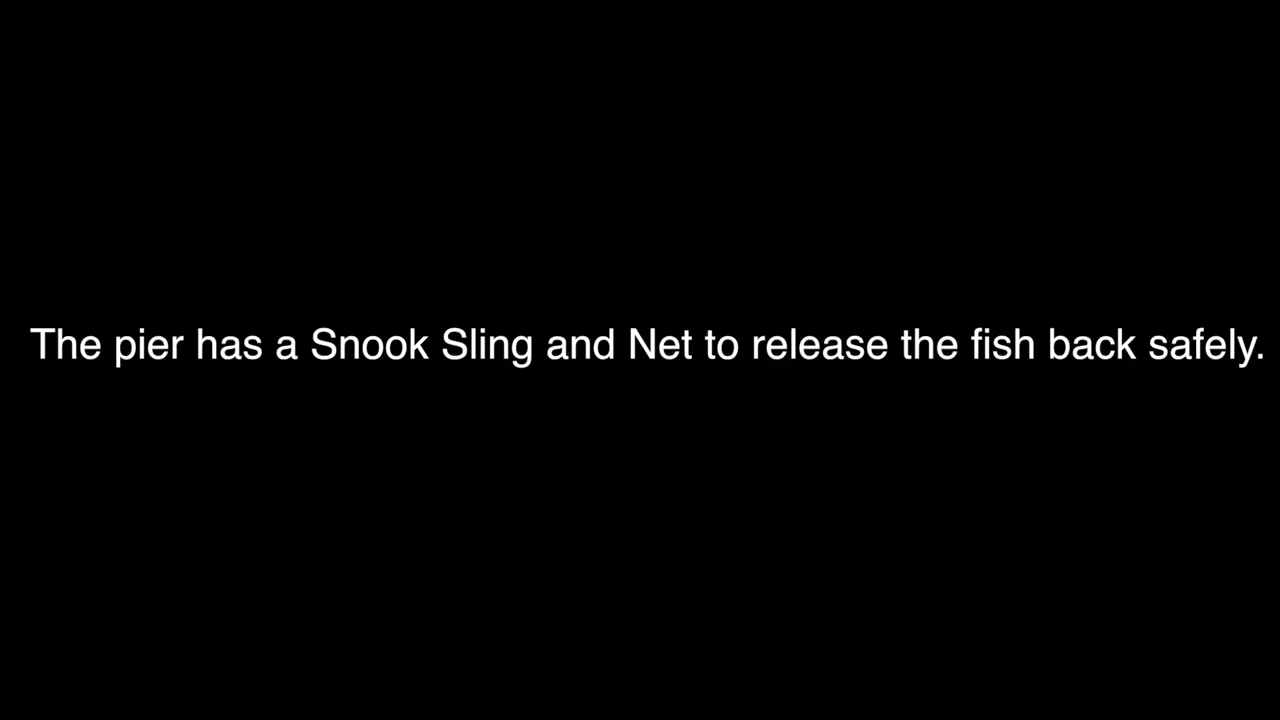 The pier has a Snook Sling and Net to release the fish back safely.